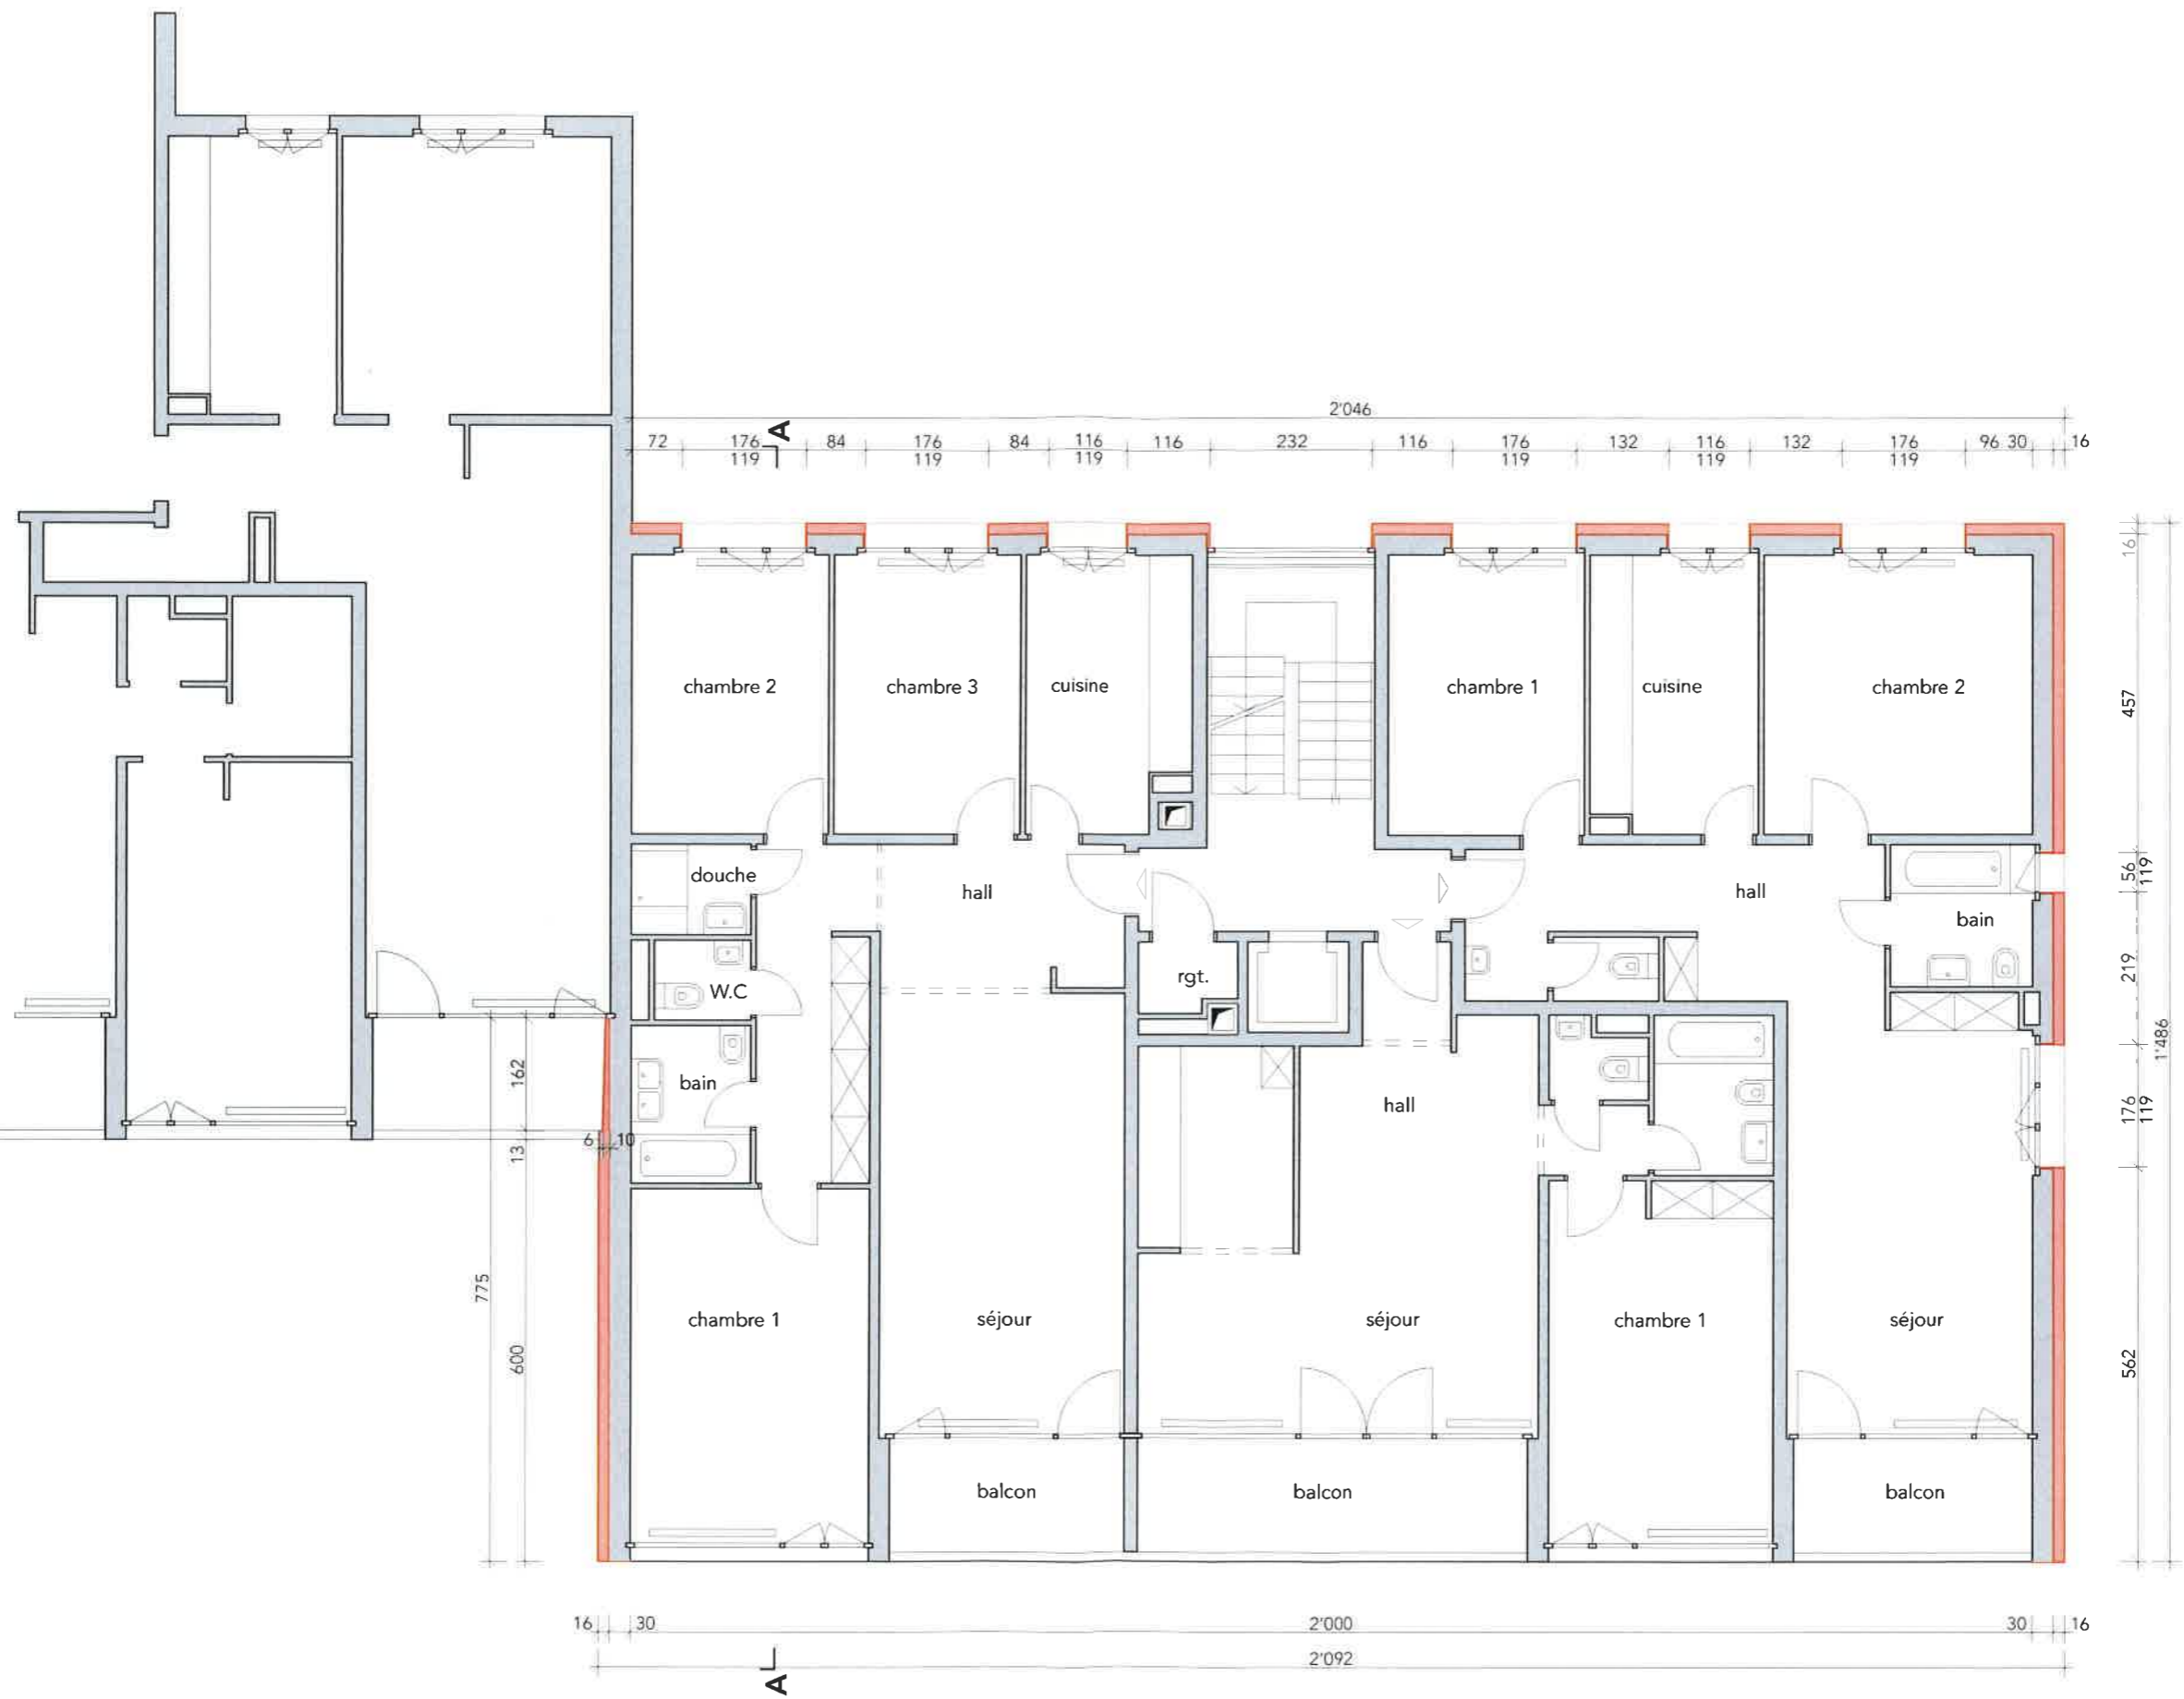 2'046
A
72 176 84 176 84 116 116 232 116 176 132 116 132 176 96 30 16
119 119 119 119 119 119
16
chambre 2 chambre 3 cuisine chambre 1 cuisine chambre 2
457
douche hall hall bain
56
119
W.C rgt.
219
1'486
162 bain hall
176
119
6 10
13
775
chambre 1 séjour séjour chambre 1 séjour
600
562
balcon balcon balcon
16 30 2'000 30 16
2'092
A